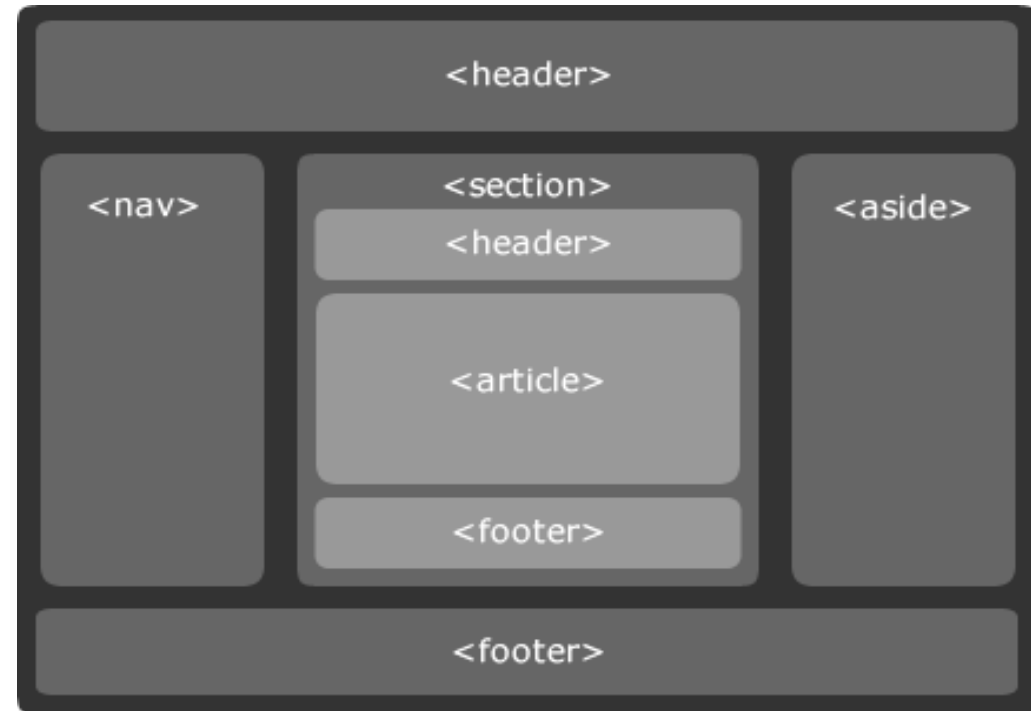 <header>
<nav>
<section>
<header>
<article>
<footer>
<aside>
<footer>